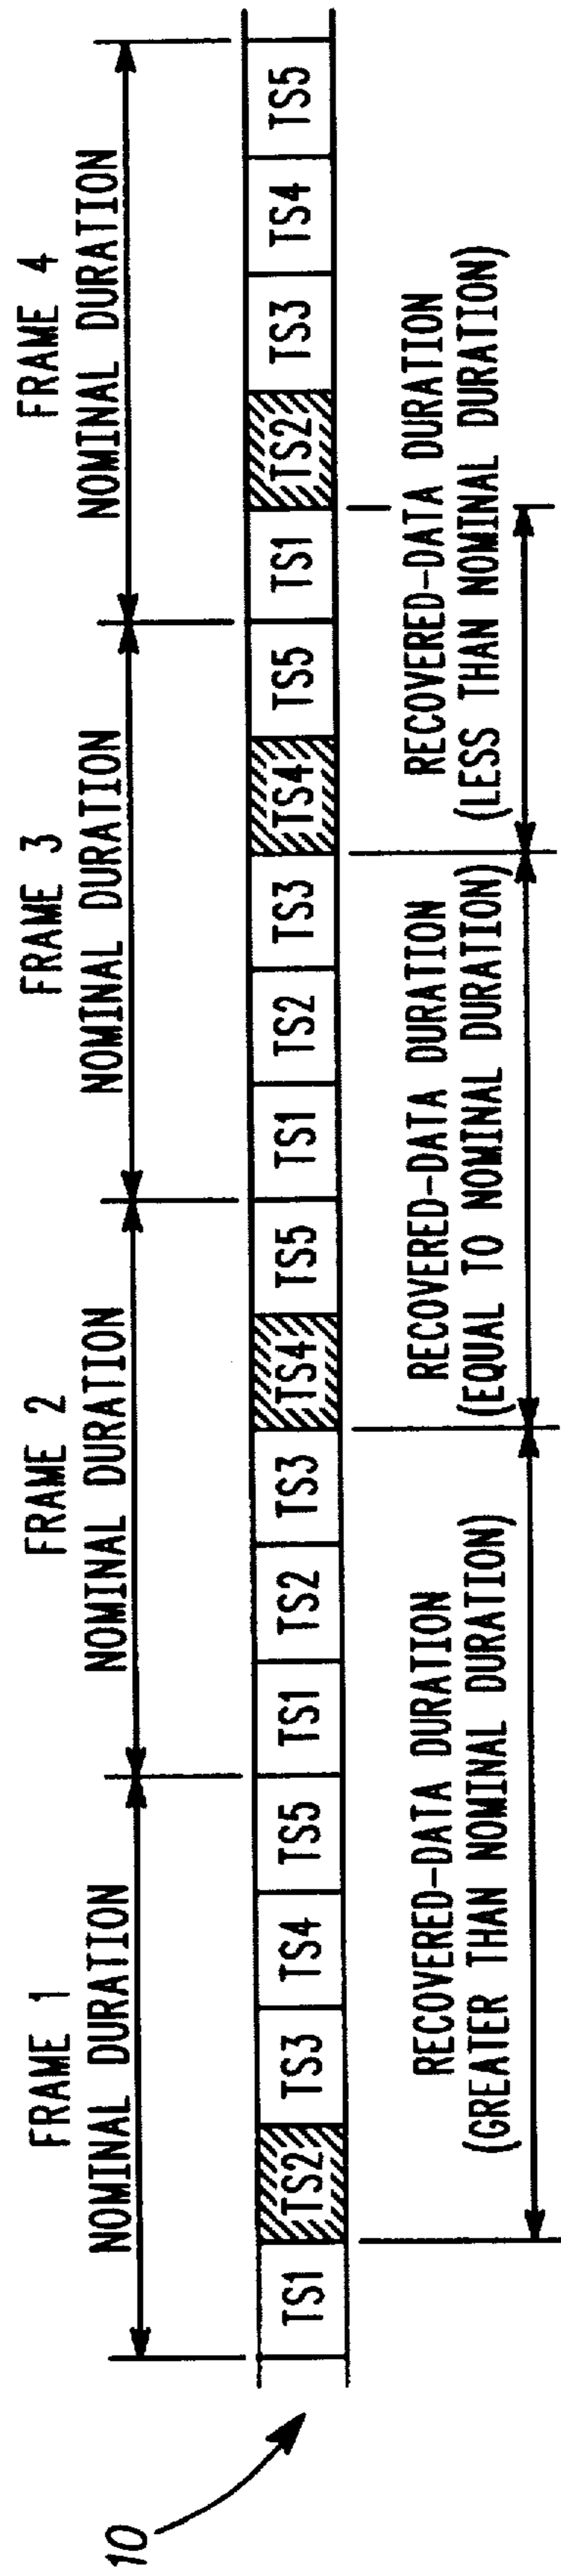 FRAME 1
NOMINAL DURATION
FRAME 2
NOMINAL DURATION
FRAME 3
NOMINAL DURATION
FRAME 4
NOMINAL DURATION
10
TS1 TS2 TS3 TS4 TS5 TS1 TS2 TS3 TS4 TS5 TS1 TS2 TS3 TS4 TS5 TS1 TS2 TS3 TS4 TS5
RECOVERED-DATA DURATION
(GREATER THAN NOMINAL DURATION)
RECOVERED-DATA DURATION
(EQUAL TO NOMINAL DURATION)
RECOVERED-DATA DURATION
(LESS THAN NOMINAL DURATION)